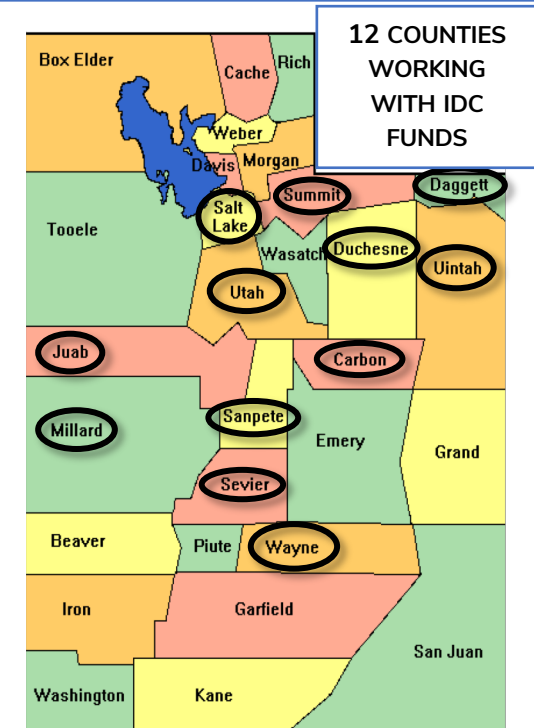 12 COUNTIES
WORKING
WITH IDC
FUNDS
Box Elder
Cache
Rich
Weber
Davis
Morgan
Summit
Daggett
Salt
Lake
Tooele
Wasatch
Duchesne
Uintah
Utah
Juab
Carbon
Millard
Sanpete
Emery
Grand
Sevier
Beaver
Piute
Wayne
Iron
Garfield
San Juan
Washington
Kane